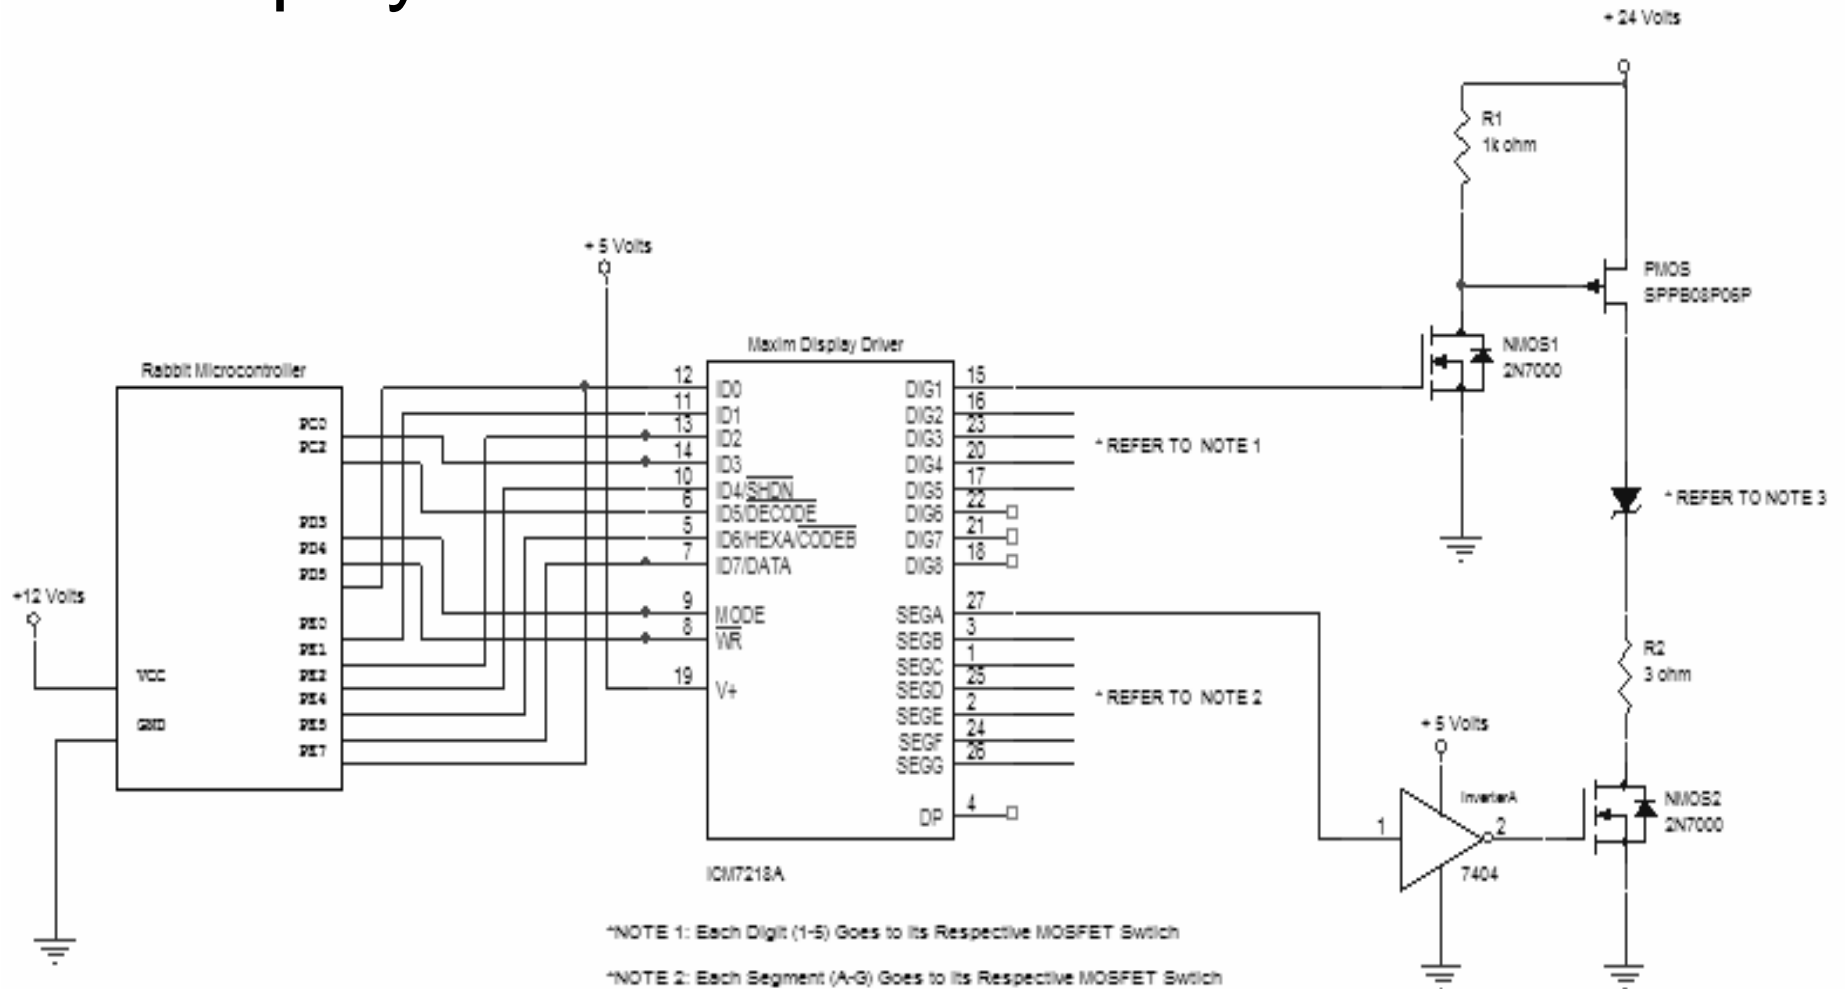 + 24 Volts
R1
1k ohm
+ 5 Volts
PMOS
SPPB08P06P
Maxim Display Driver
NMOS1
2N7000
Rabbit Microcontroller
12
ID0
DIG1
15
11
ID1
DIG2
16
PC0
13
ID2
DIG3
23
* REFER TO NOTE 1
PC2
14
ID3
DIG4
20
10
ID4/SHDN
DIG5
17
* REFER TO NOTE 3
6
ID5/DECODE
DIG6
22
PD3
5
ID6/HEXA/CODEB
DIG7
21
PD4
7
ID7/DATA
DIG8
18
PD5
+12 Volts
9
MODE
SEGA
27
PE0
8
WR
SEGB
3
PE1
SEGC
1
R2
3 ohm
VCC
PE2
19
V+
SEGD
25
* REFER TO NOTE 2
PE4
SEGE
2
GND
PE5
SEGF
24
+ 5 Volts
PE7
SEGG
26
DP
4
InverterA
NMOS2
2N7000
1
2
7404
ICM7218A
*NOTE 1: Each Digit (1-5) Goes to Its Respective MOSFET Swtich
*NOTE 2: Each Segment (A-G) Goes to Its Respective MOSFET Swtich